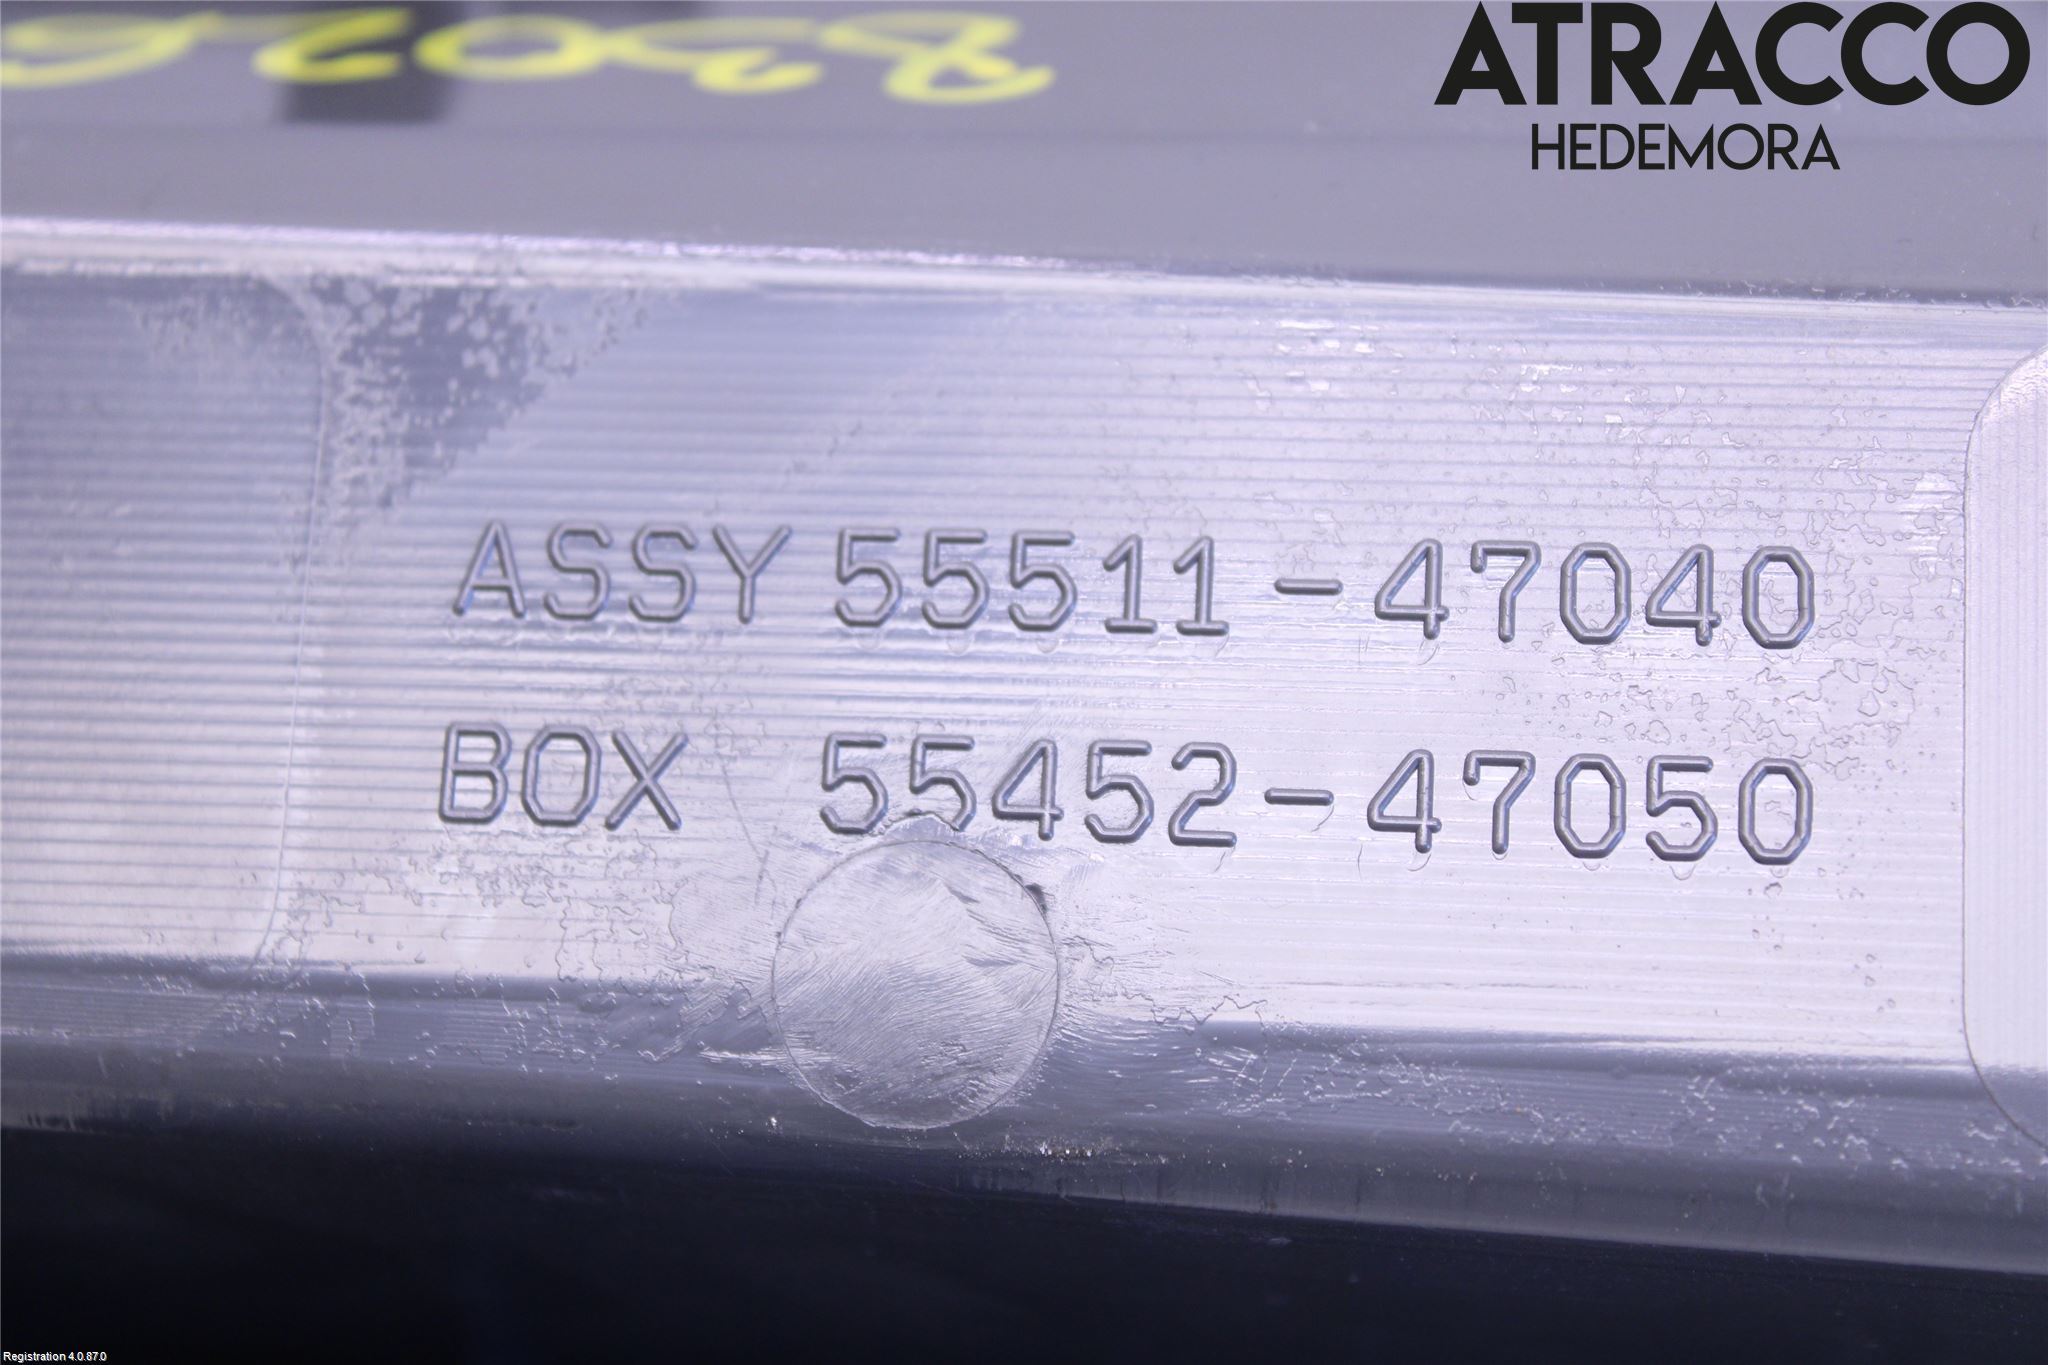 ATRACCO
HEDEMORA
ASSY 55511-47040
BOX 55452-47050
Registration 4.0.87.0